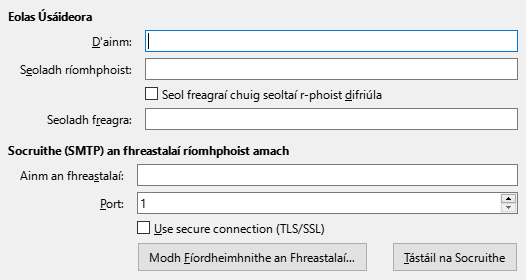 Eolas Úsáideora
D'ainm:
Seoladh ríomhphoist:
Seol freagraí chuig seoltaí r-phoist difriúla
Seoladh freagra:
Socruithe (SMTP) an fhreastalaí ríomhphoist amach
Ainm an fhreastalaí:
Port: 1
Use secure connection (TLS/SSL)
Modh Fíordheimhnithe an Fhreastalaí... Tástáil na Socruithe